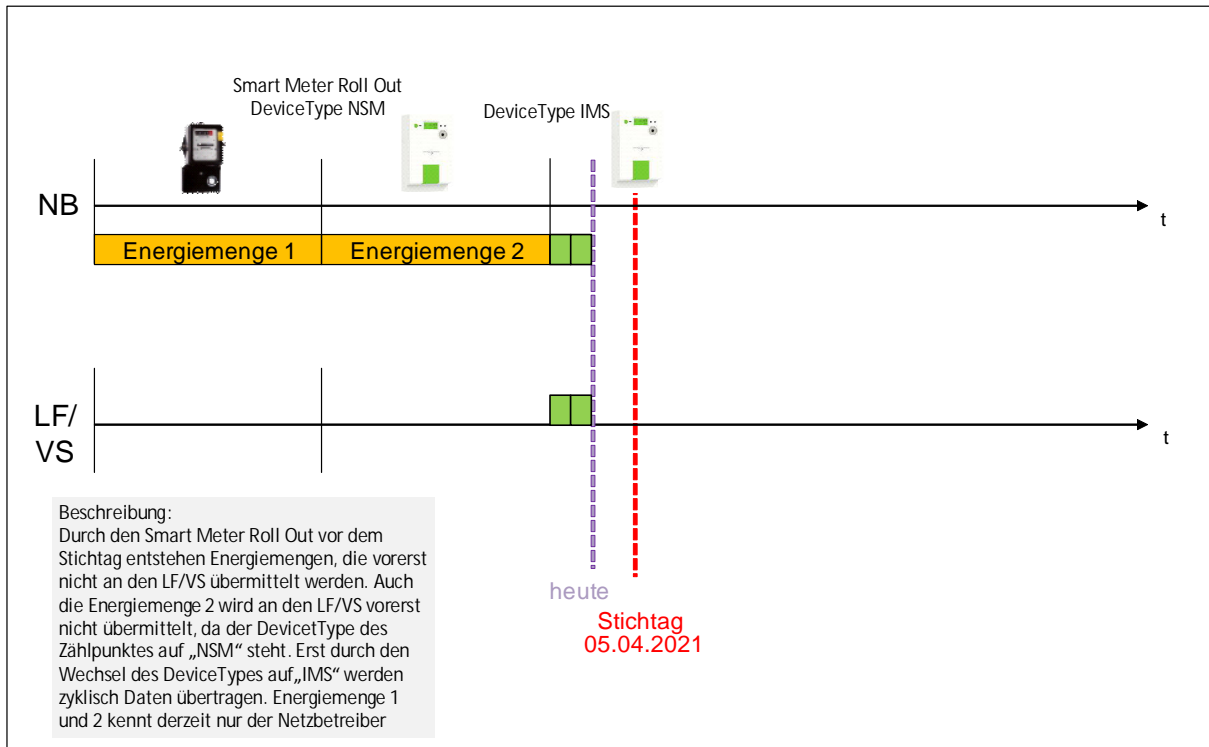 Smart Meter Roll Out
DeviceType NSM
DeviceType IMS
NB
t
Energiemenge 1
Energiemenge 2
LF/
VS
t
Beschreibung:
Durch den Smart Meter Roll Out vor dem
Stichtag entstehen Energiemengen, die vorerst
nicht an den LF/VS übermittelt werden. Auch
die Energiemenge 2 wird an den LF/VS vorerst
nicht übermittelt, da der DevicetType des
Zählpunktes auf „NSM“ steht. Erst durch den
Wechsel des DeviceTypes auf„IMS“ werden
zyklisch Daten übertragen. Energiemenge 1
und 2 kennt derzeit nur der Netzbetreiber
heute
Stichtag
05.04.2021